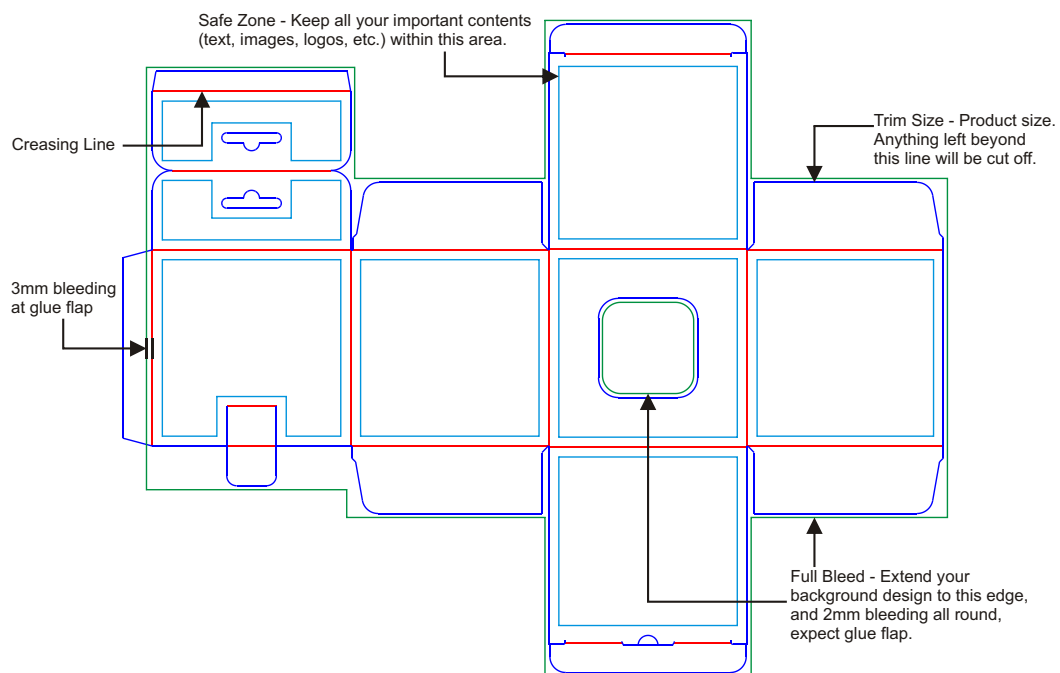 Safe Zone - Keep all your important contents
(text, images, logos, etc.) within this area.
Creasing Line
Trim Size - Product size.
Anything left beyond
this line will be cut off.
3mm bleeding
at glue flap
Full Bleed - Extend your
background design to this edge,
and 2mm bleeding all round,
expect glue flap.